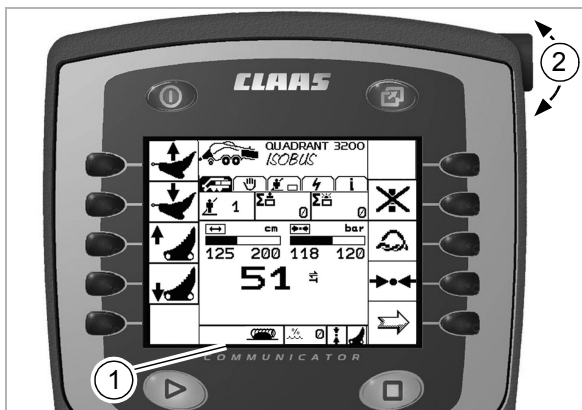 CLAAS
QUADRANT 3200
ISOBUS
i
1
Σ 0
Σ 0
cm
bar
125 200
118 120
51
% 0
COMMUNICATOR
1
2